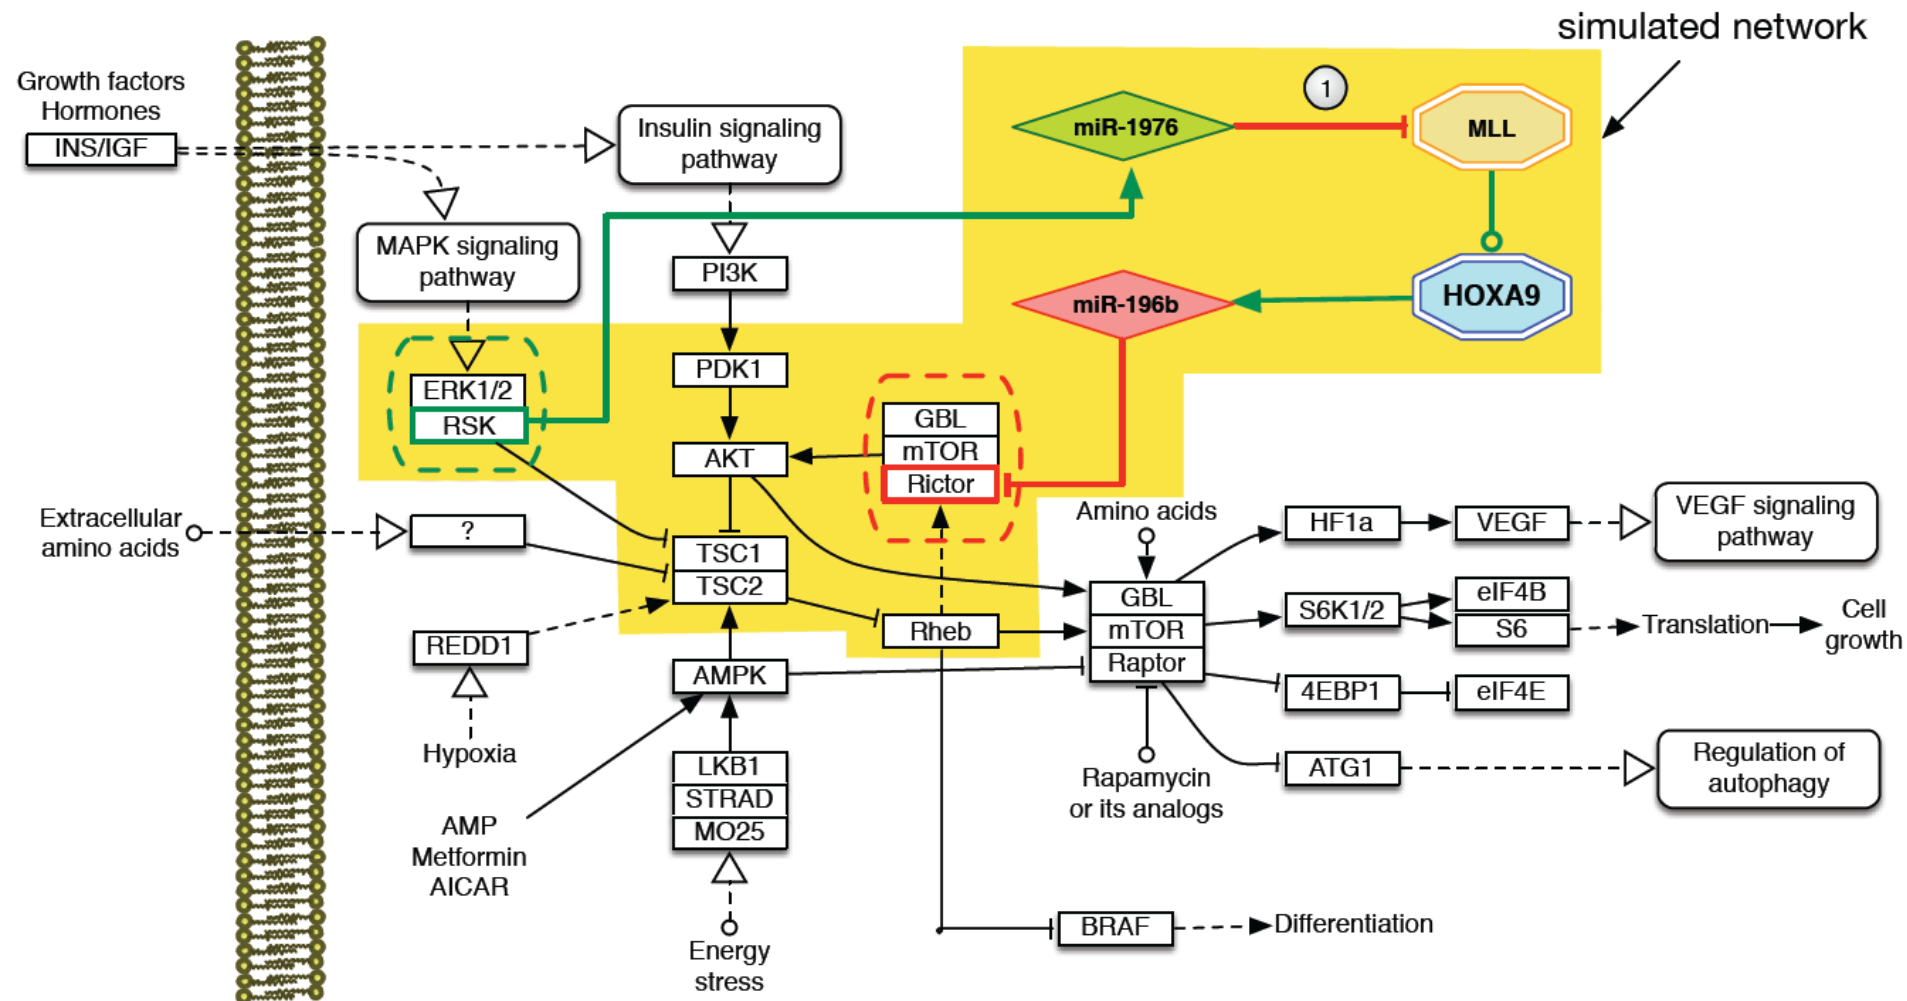 simulated network
Growth factors
Hormones
INS/IGF
Insulin signaling
pathway
1
miR-1976
MLL
MAPK signaling
pathway
PI3K
miR-196b
HOXA9
PDK1
ERK1/2
RSK
GBL
mTOR
Rictor
AKT
Extracellular
amino acids
?
Amino acids
HF1a
VEGF
VEGF signaling
pathway
TSC1
TSC2
GBL
mTOR
Raptor
S6K1/2
eIF4B
S6
Translation
Cell
growth
REDD1
Rheb
AMPK
4EBP1
eIF4E
Hypoxia
LKB1
STRAD
MO25
Rapamycin
or its analogs
ATG1
Regulation of
autophagy
AMP
Metformin
AICAR
Energy
stress
BRAF
Differentiation